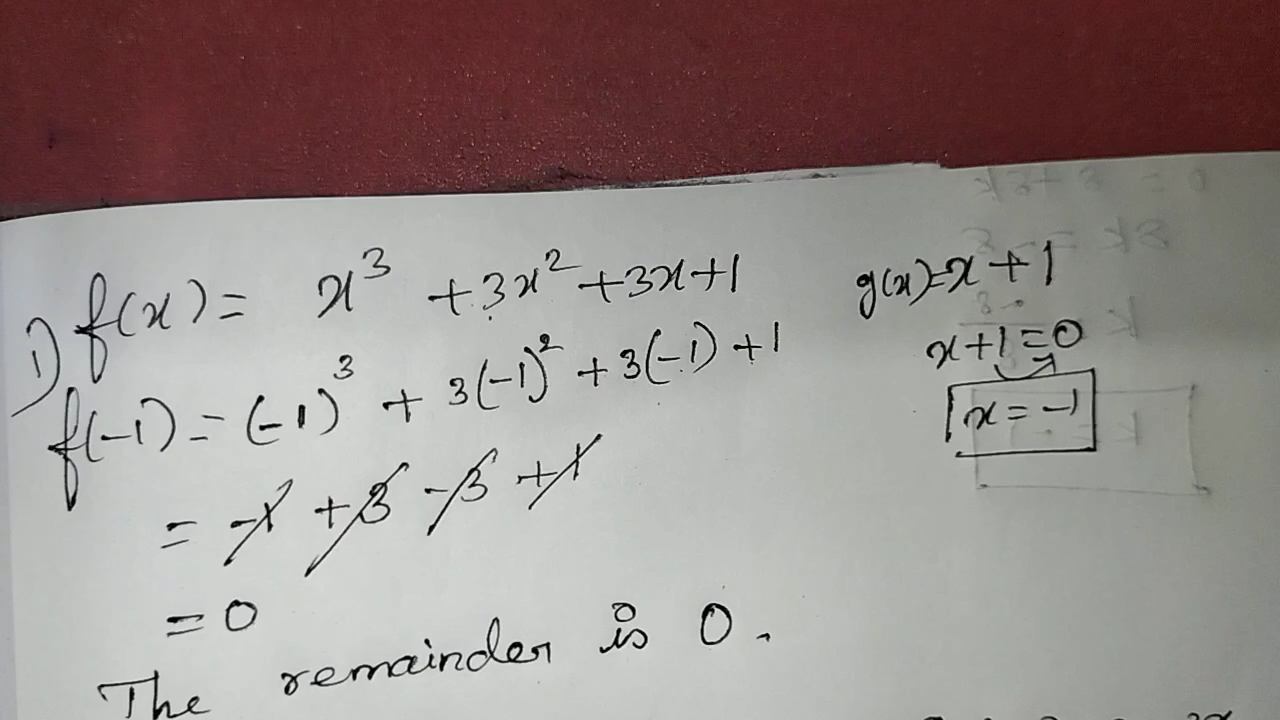 1) f(x) = x³ + 3x² + 3x + 1
g(x) = x + 1
x + 1 = 0
x = -1
f(-1) = (-1)³ + 3(-1)² + 3(-1) + 1
= -1 + 3 - 3 + 1
= 0
The remainder is 0.